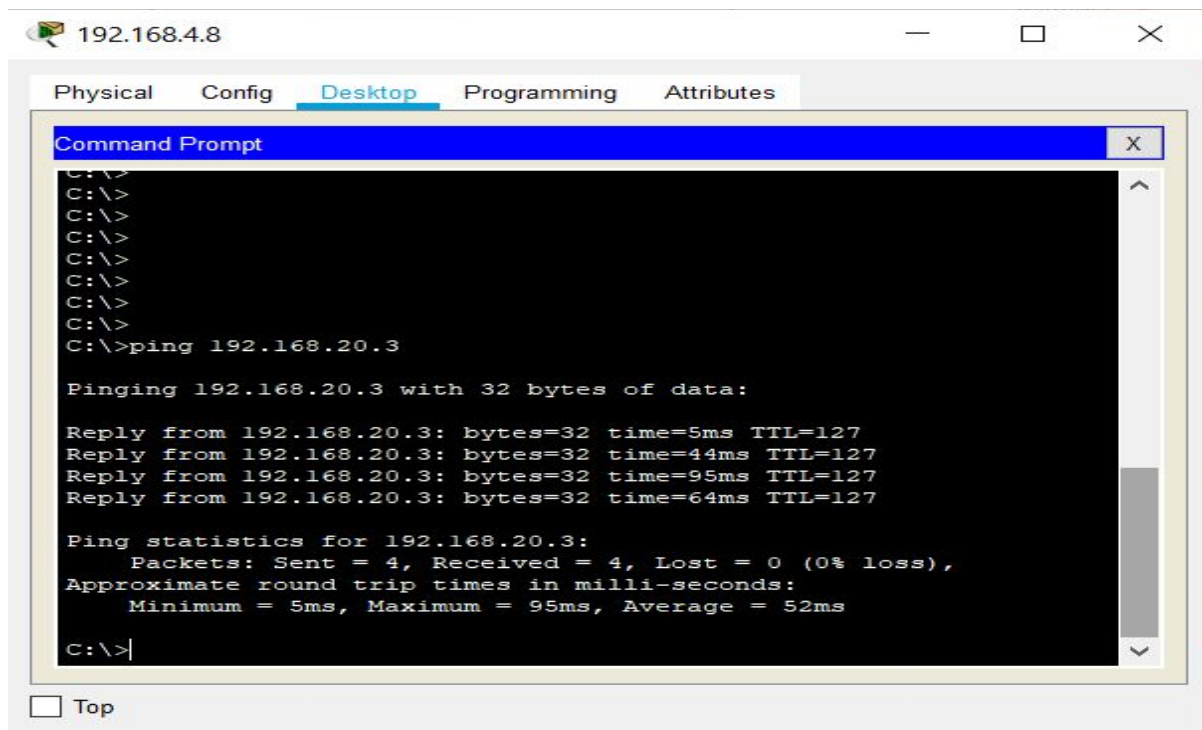 192.168.4.8
Physical Config Desktop Programming Attributes
Command Prompt X
C:\>
C:\>
C:\>
C:\>
C:\>
C:\>
C:\>
C:\>
C:\>ping 192.168.20.3
Pinging 192.168.20.3 with 32 bytes of data:
Reply from 192.168.20.3: bytes=32 time=5ms TTL=127
Reply from 192.168.20.3: bytes=32 time=44ms TTL=127
Reply from 192.168.20.3: bytes=32 time=95ms TTL=127
Reply from 192.168.20.3: bytes=32 time=64ms TTL=127
Ping statistics for 192.168.20.3:
Packets: Sent = 4, Received = 4, Lost = 0 (0% loss),
Approximate round trip times in milli-seconds:
Minimum = 5ms, Maximum = 95ms, Average = 52ms
C:\>
Top